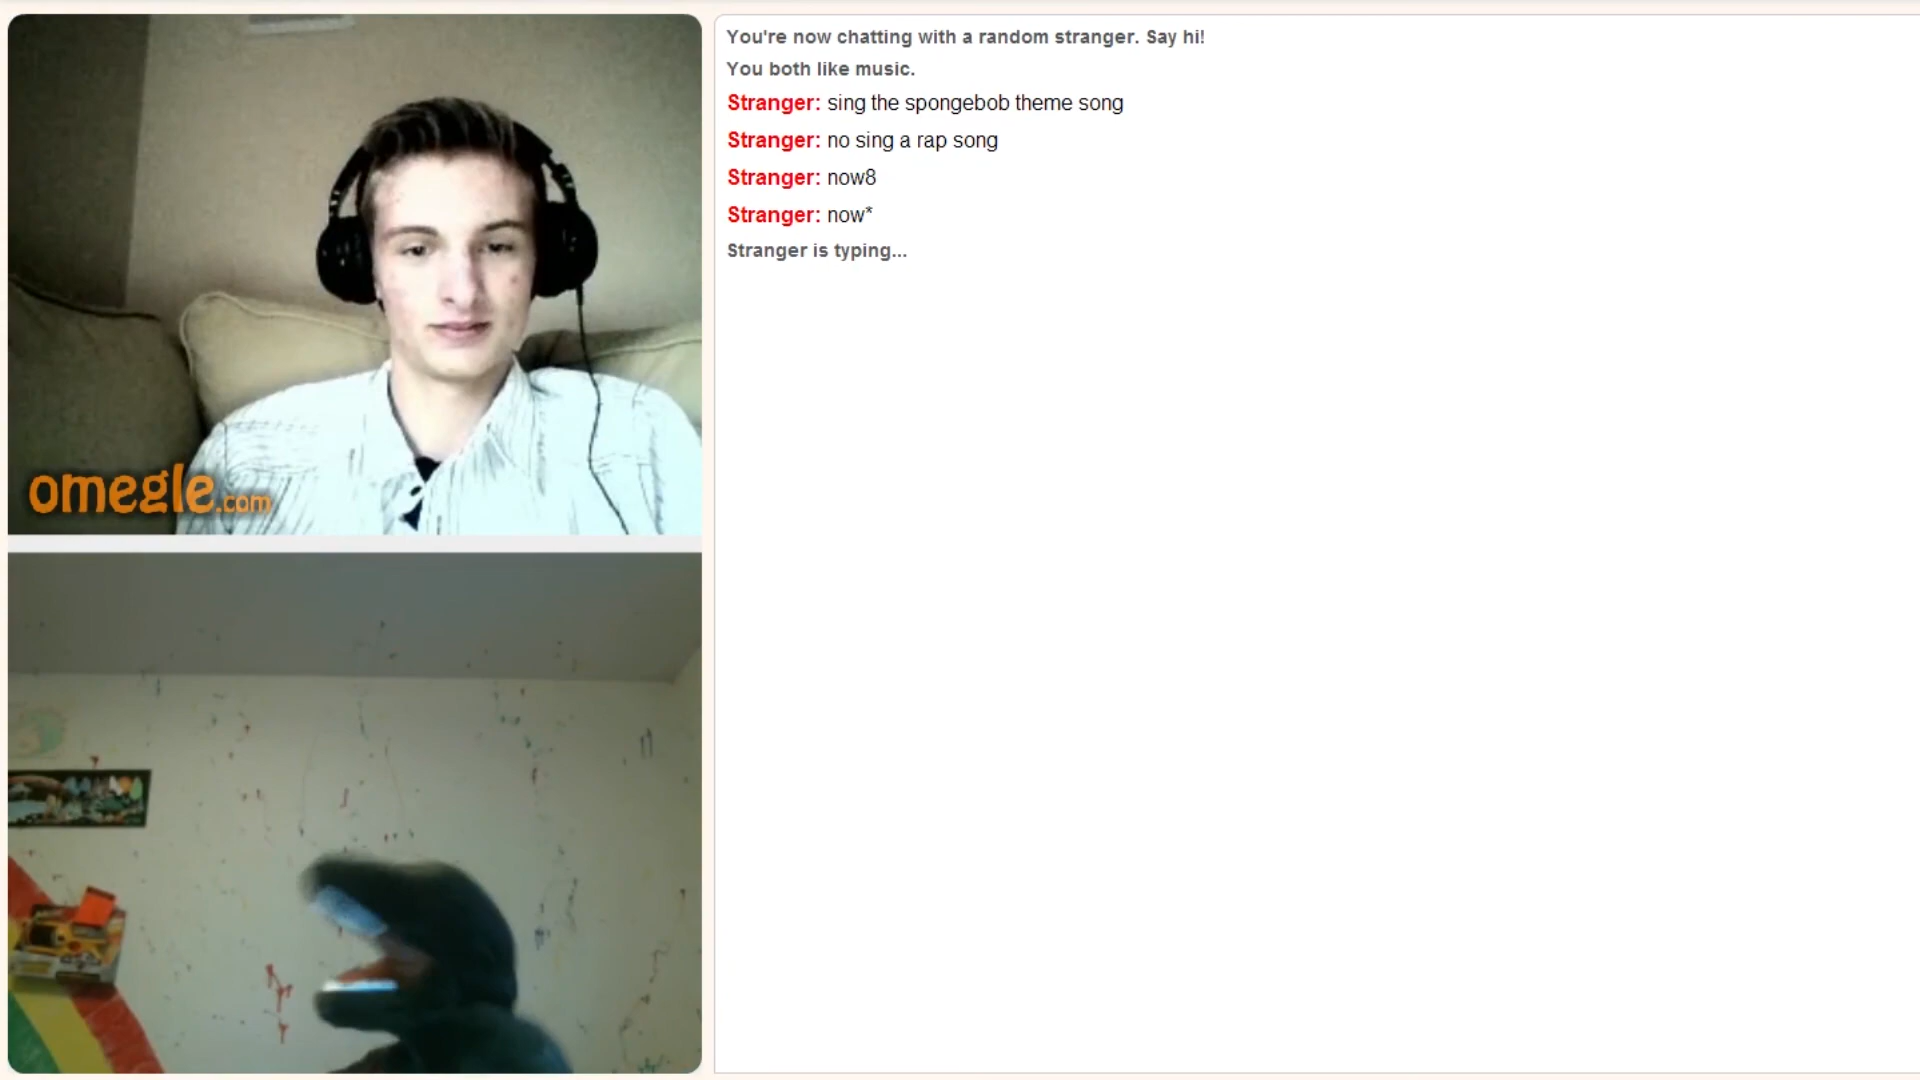 omegle.com
You're now chatting with a random stranger. Say hi!
You both like music.
Stranger: sing the spongebob theme song
Stranger: no sing a rap song
Stranger: now8
Stranger: now*
Stranger is typing...